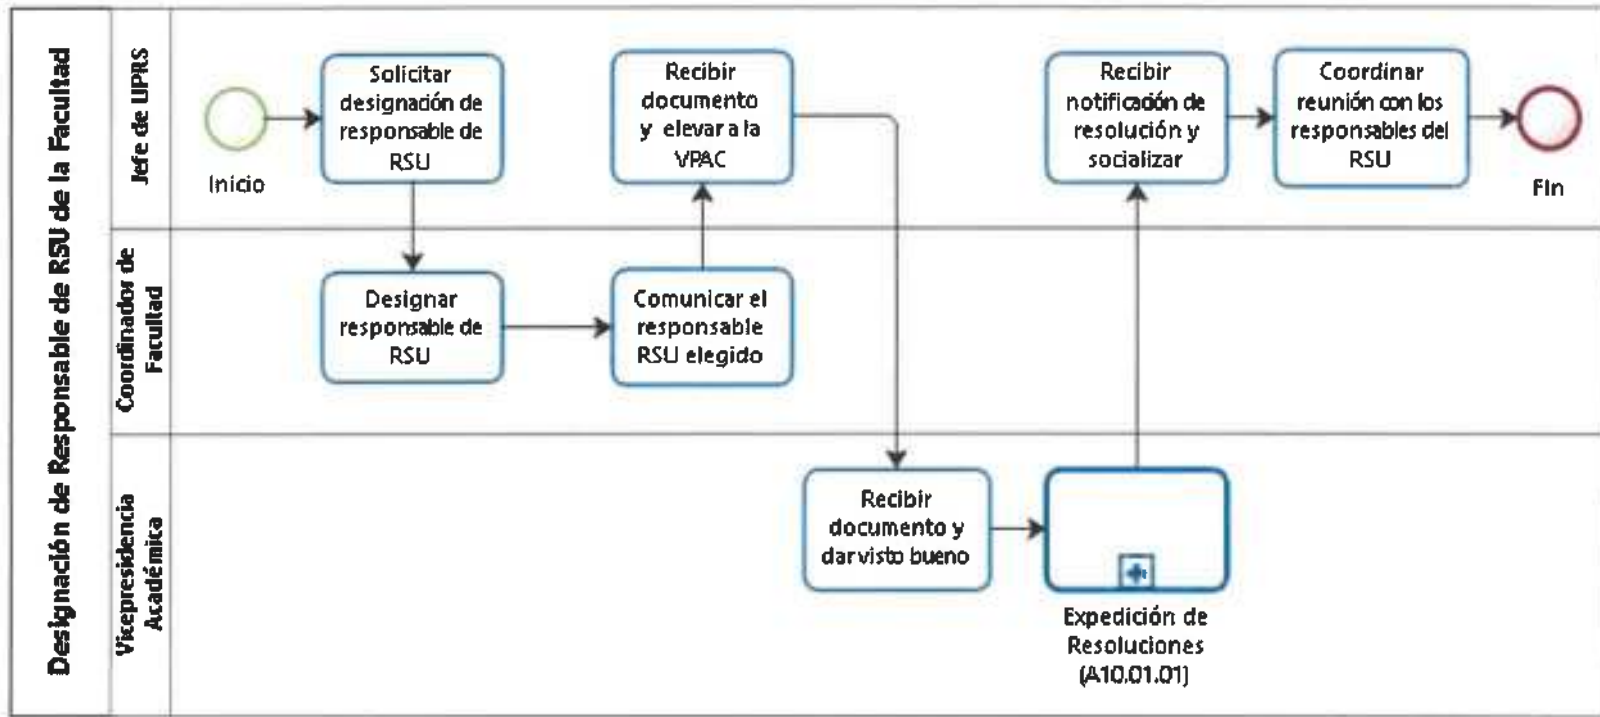 Designación de Responsable de RSU de la Facultad
Jefe de UPRS
Inicio
Solicitar
designación de
responsable de
RSU
Recibir
documento
y elevar a la
VPAC
Recibir
notificación de
resolución y
socializar
Coordinar
reunión con los
responsables del
RSU
Fin
Coordinador de
Facultad
Designar
responsable de
RSU
Comunicar el
responsable
RSU elegido
Vicepresidencia
Académica
Recibir
documento y
dar visto bueno
Expedición de
Resoluciones
(A10.01.01)